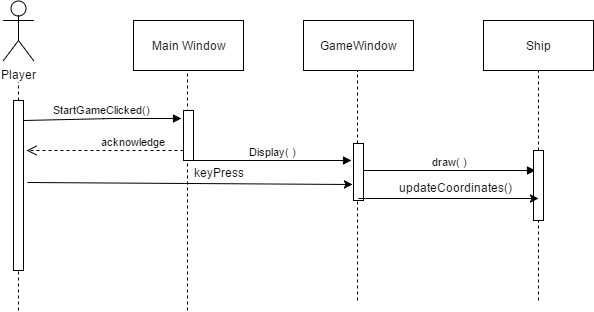 Main Window
GameWindow
Ship
Player
StartGameClicked()
acknowledge
Display( )
draw( )
keyPress
updateCoordinates()